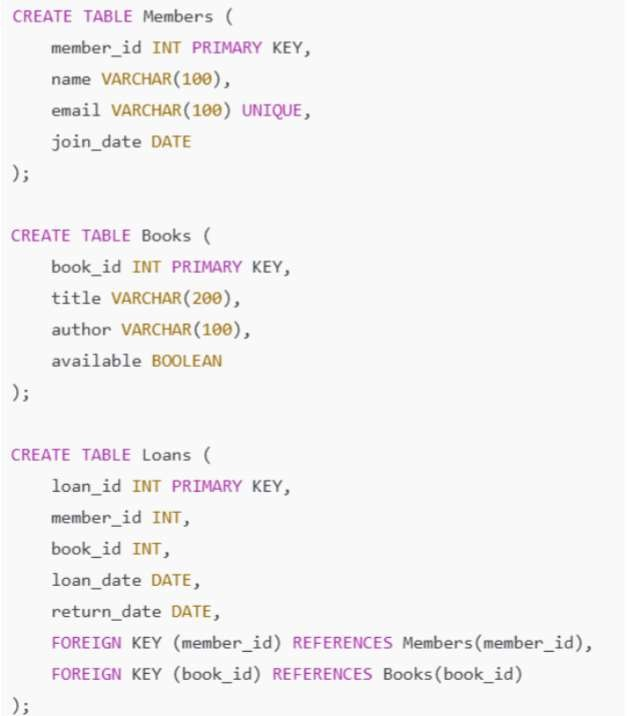 CREATE TABLE Members (
    member_id INT PRIMARY KEY,
    name VARCHAR(100),
    email VARCHAR(100) UNIQUE,
    join_date DATE
);

CREATE TABLE Books (
    book_id INT PRIMARY KEY,
    title VARCHAR(200),
    author VARCHAR(100),
    available BOOLEAN
);

CREATE TABLE Loans (
    loan_id INT PRIMARY KEY,
    member_id INT,
    book_id INT,
    loan_date DATE,
    return_date DATE,
    FOREIGN KEY (member_id) REFERENCES Members(member_id),
    FOREIGN KEY (book_id) REFERENCES Books(book_id)
);